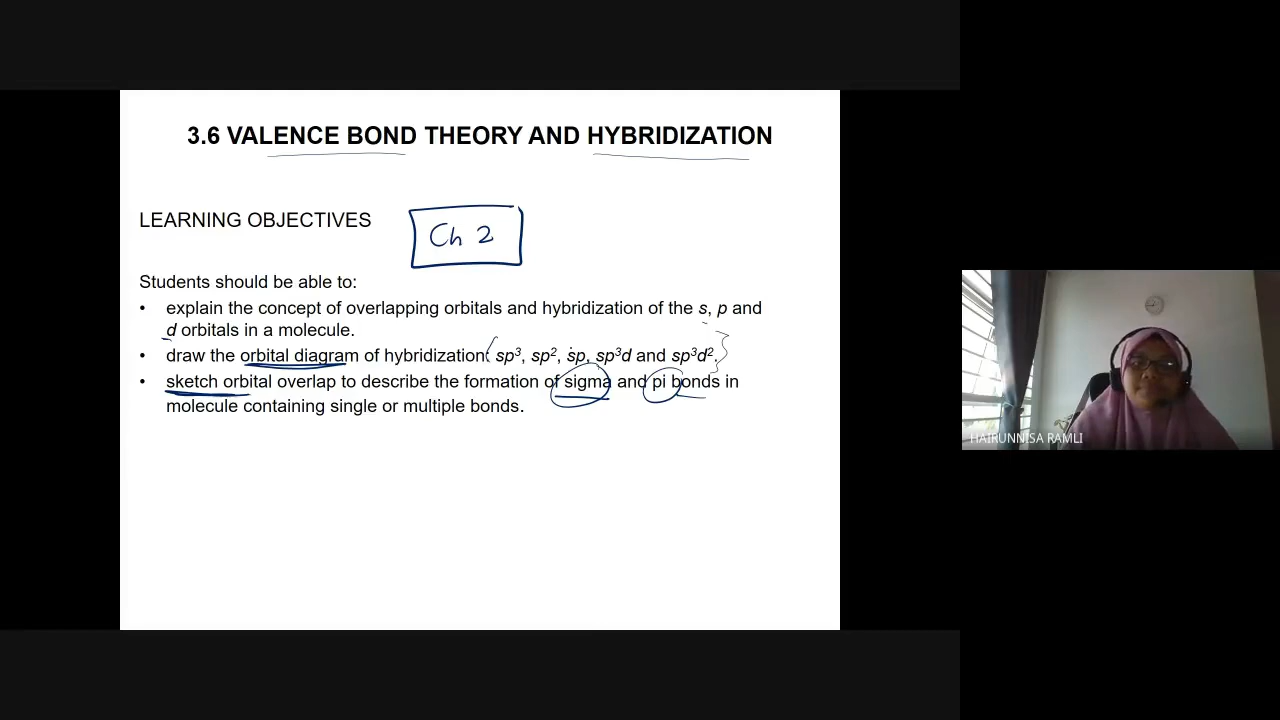 3.6 VALENCE BOND THEORY AND HYBRIDIZATION
LEARNING OBJECTIVES
Ch 2
Students should be able to:
• explain the concept of overlapping orbitals and hybridization of the s, p and
d orbitals in a molecule.
• draw the orbital diagram of hybridization( sp³, sp², sp, sp³d and sp³d².
• sketch orbital overlap to describe the formation of sigma and pi bonds in
molecule containing single or multiple bonds.
HAIRUNNISA RAMLI